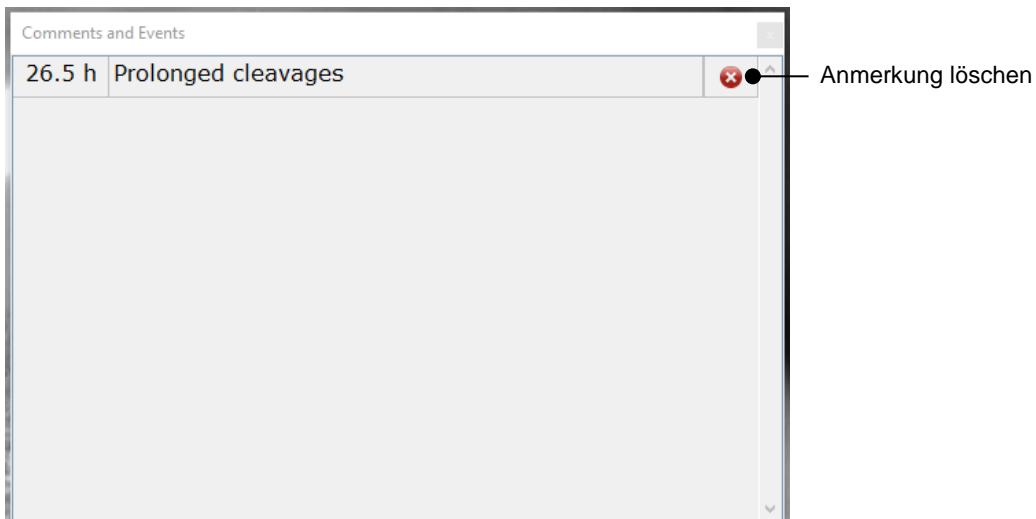 Comments and Events
26.5 h Prolonged cleavages
Anmerkung löschen